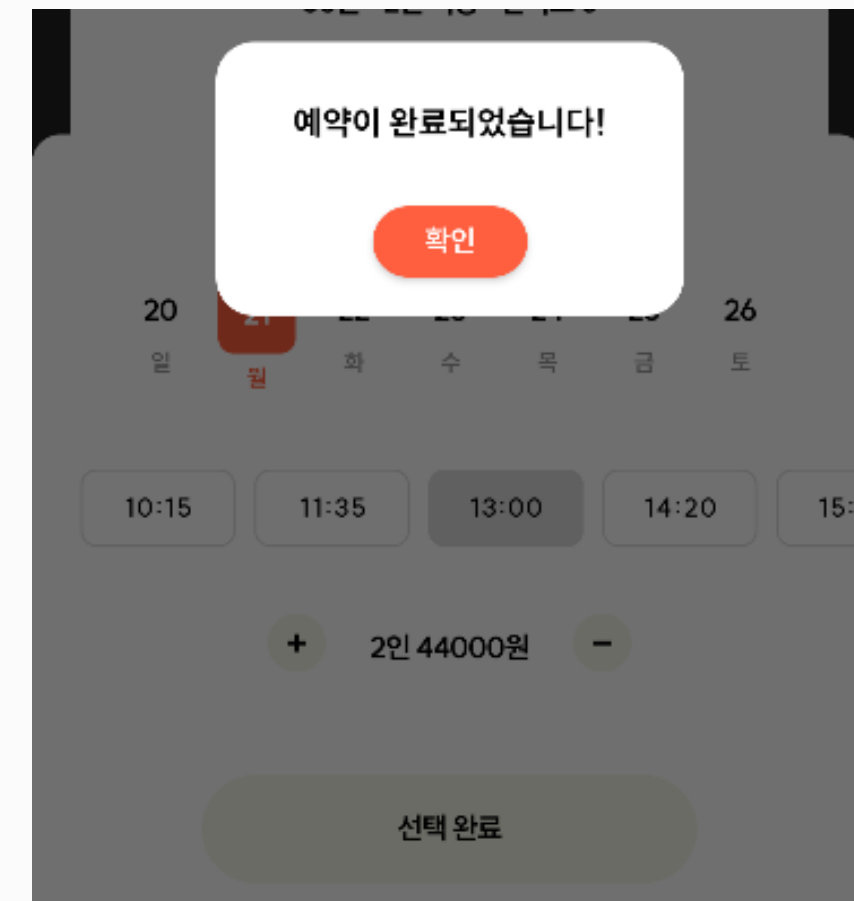 예약이 완료되었습니다!
확인
20 26
일 월 화 수 목 금 토
10:15 11:35 13:00 14:20 15:
+ 2인 44000원 −
선택 완료